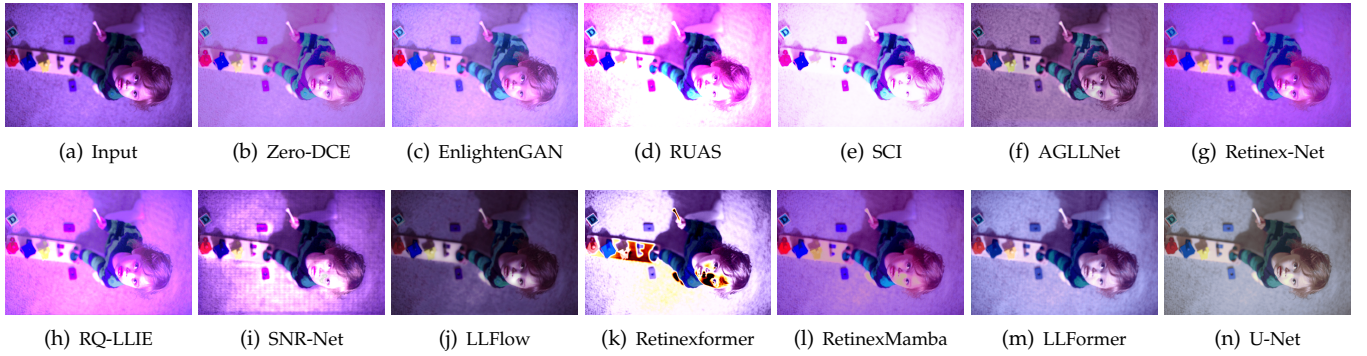 (a) Input (b) Zero-DCE (c) EnlightenGAN (d) RUAS (e) SCI (f) AGLLNet (g) Retinex-Net
(h) RQ-LLIE (i) SNR-Net (j) LLFlow (k) Retinexformer (l) RetinexMamba (m) LLFormer (n) U-Net